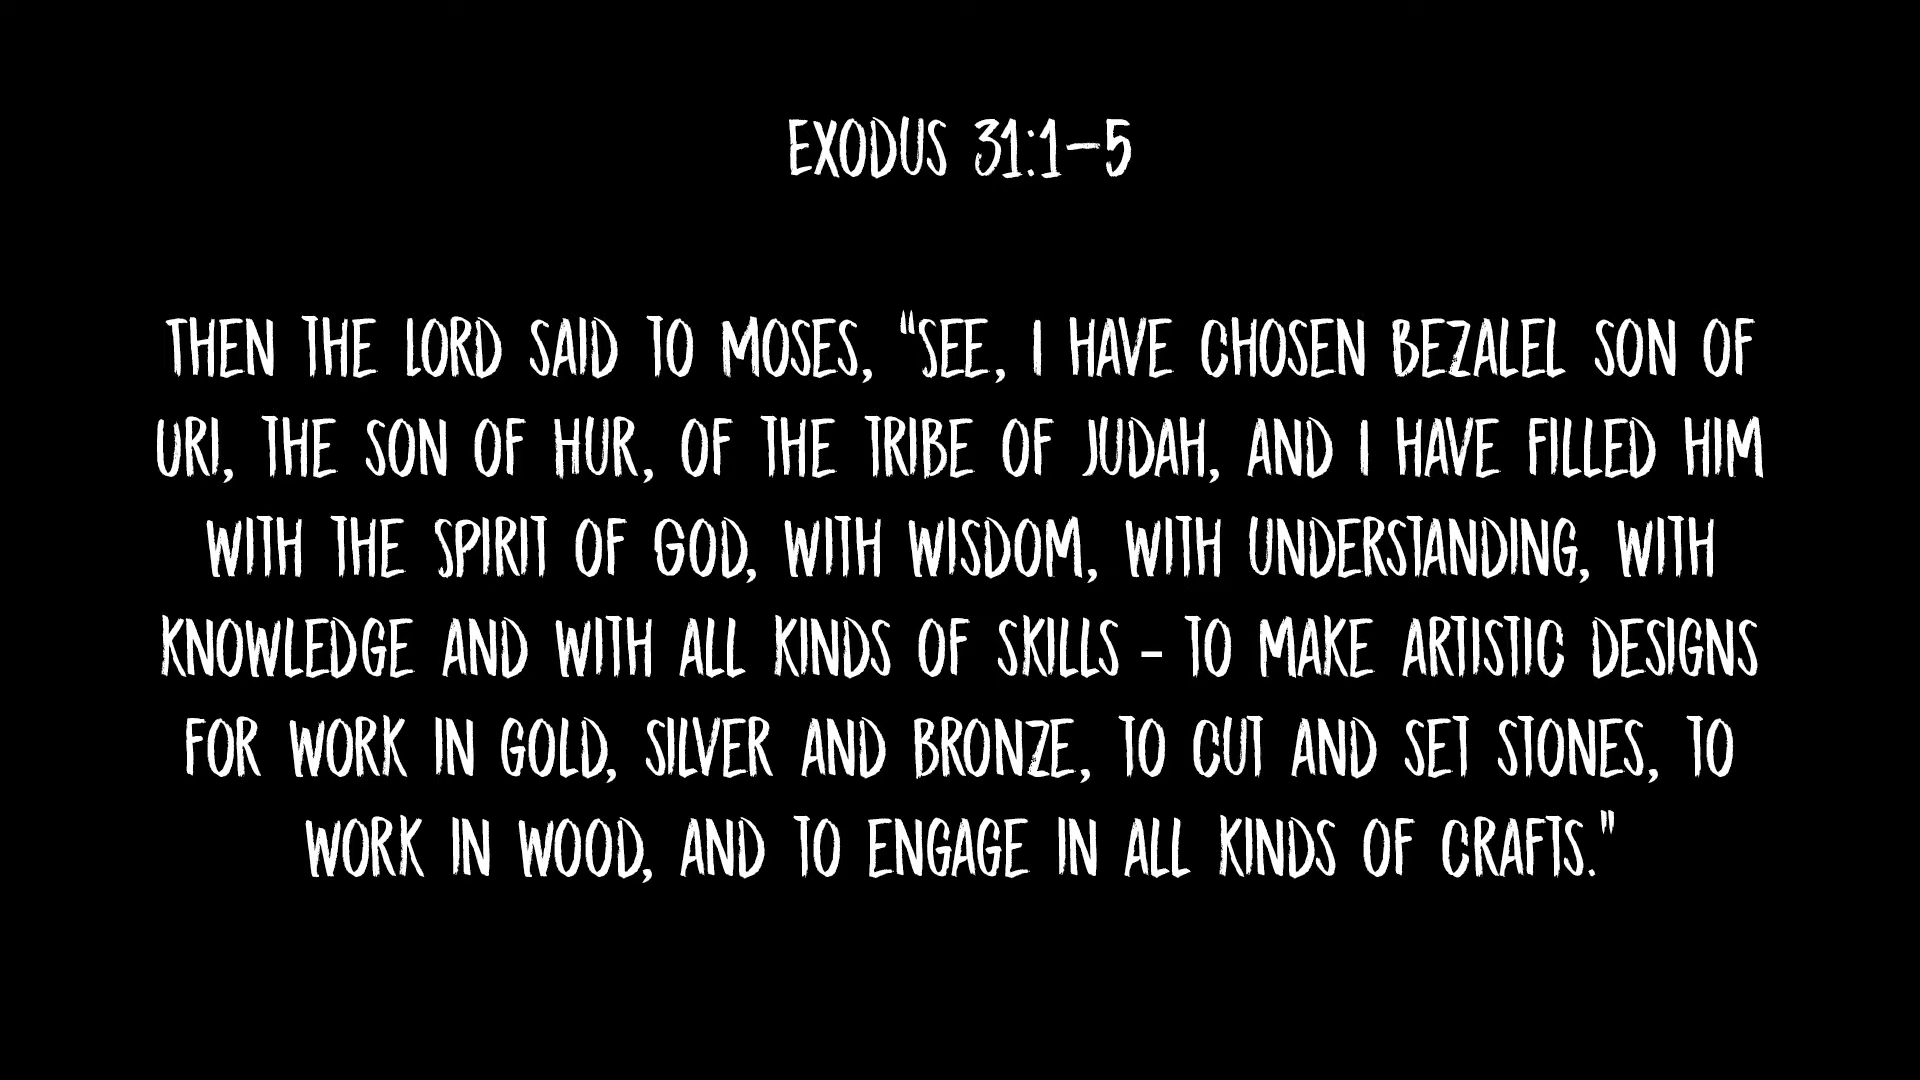 EXODUS 31:1–5
THEN THE LORD SAID TO MOSES, “SEE, I HAVE CHOSEN BEZALEL SON OF
URI, THE SON OF HUR, OF THE TRIBE OF JUDAH, AND I HAVE FILLED HIM
WITH THE SPIRIT OF GOD, WITH WISDOM, WITH UNDERSTANDING, WITH
KNOWLEDGE AND WITH ALL KINDS OF SKILLS - TO MAKE ARTISTIC DESIGNS
FOR WORK IN GOLD, SILVER AND BRONZE, TO CUT AND SET STONES, TO
WORK IN WOOD, AND TO ENGAGE IN ALL KINDS OF CRAFTS.”